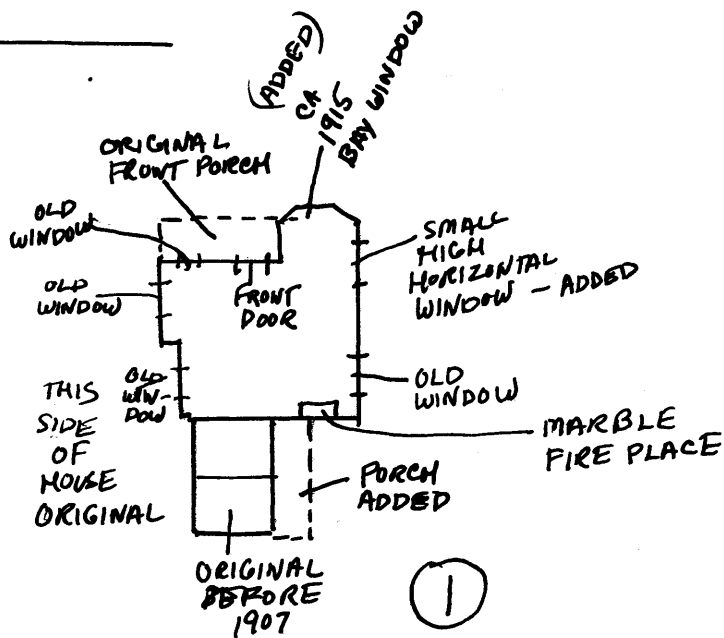 (ADDED)
CA
1915
BAY WINDOW
ORIGINAL
FRONT PORCH
OLD
WINDOW
SMALL
HIGH
HORIZONTAL
WINDOW - ADDED
OLD
WINDOW
FRONT
DOOR
OLD
WIN-
DOW
OLD
WINDOW
THIS
SIDE
OF
HOUSE
ORIGINAL
MARBLE
FIRE PLACE
PORCH
ADDED
ORIGINAL
BEFORE
1907
1